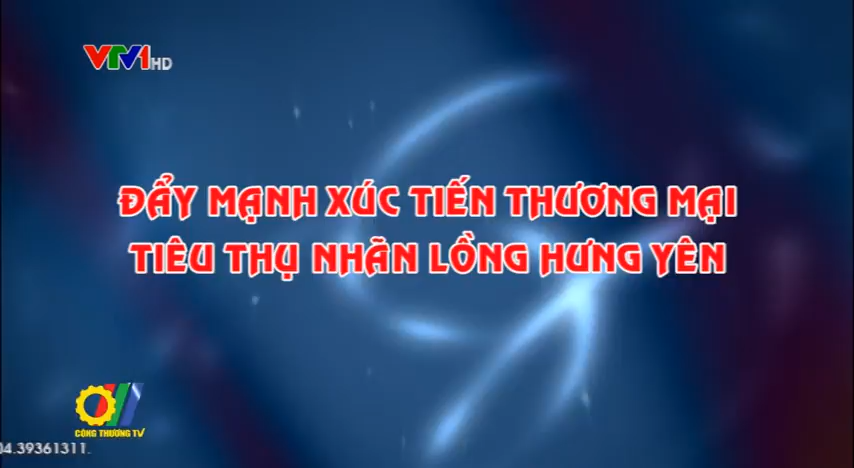 VTV1 HD
ĐẨY MẠNH XÚC TIẾN THƯƠNG MẠI
TIÊU THỤ NHÃN LỒNG HƯNG YÊN
CÔNG THƯƠNG TV
04.39361311.